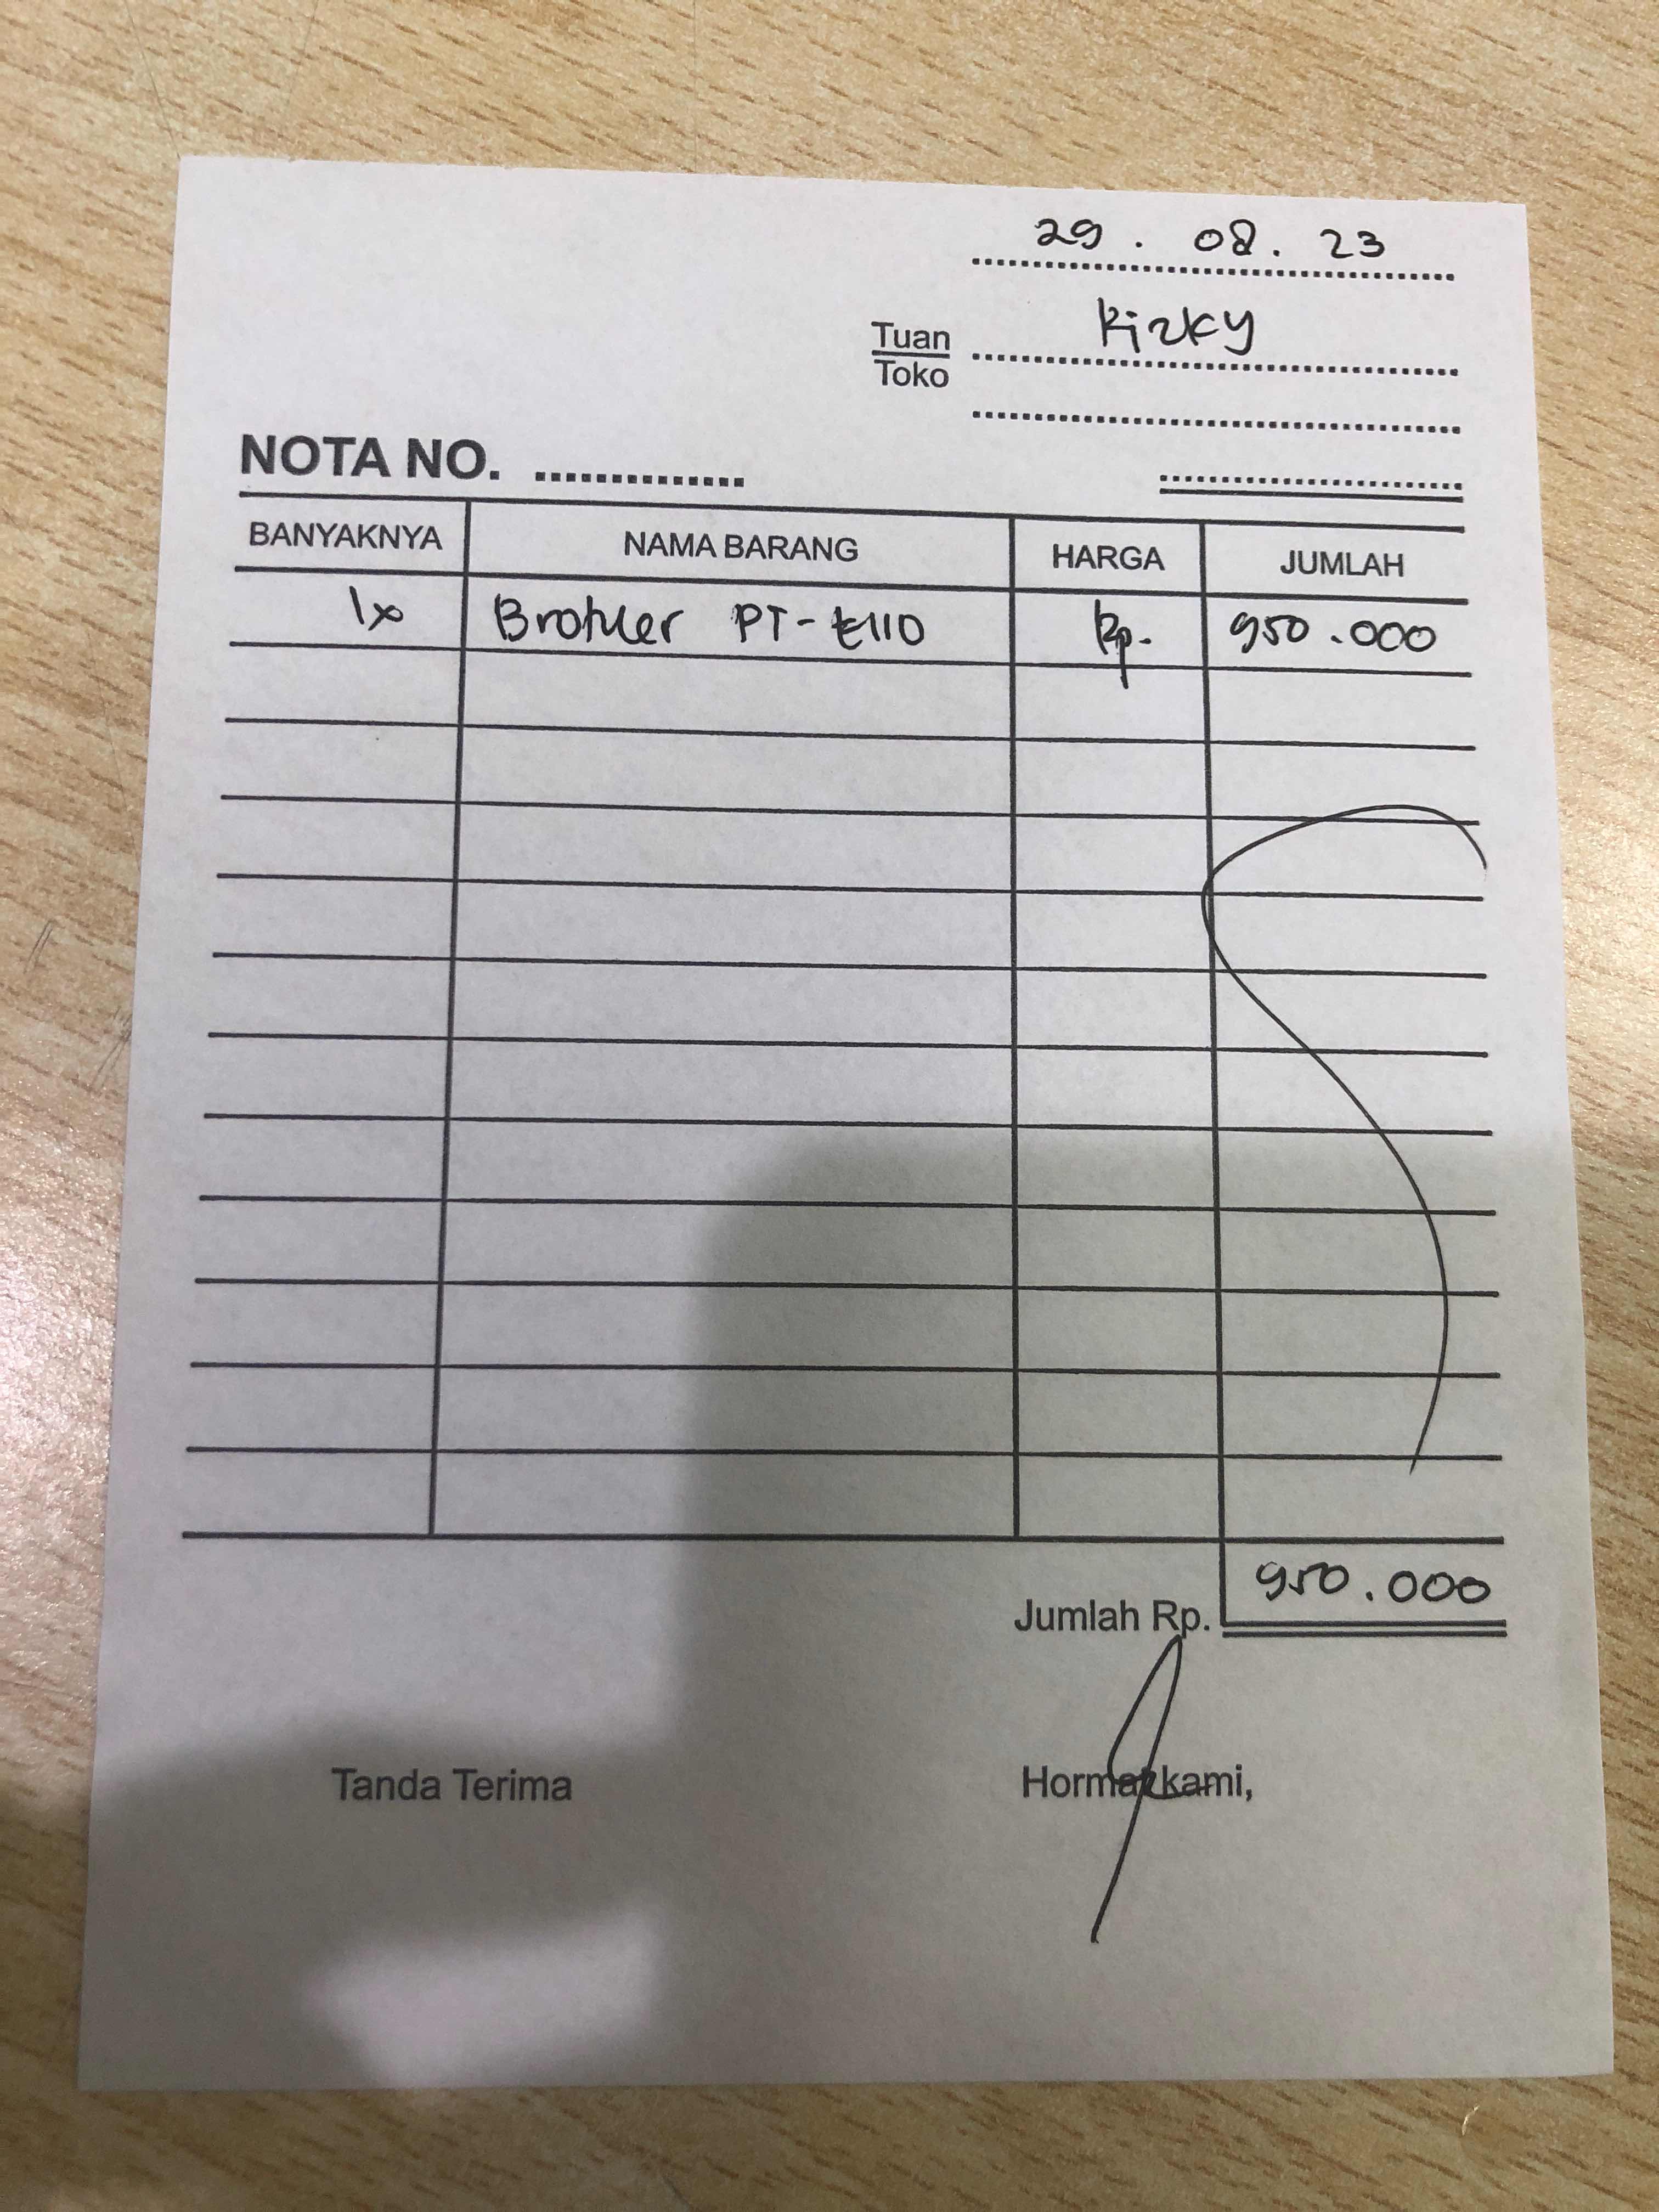 29 . 08 . 23
Tuan Rizky
Toko
NOTA NO. ..............
BANYAKNYA NAMA BARANG HARGA JUMLAH
1x Brother PT-E110 Rp. 950.000
Jumlah Rp. 950.000
Tanda Terima Hormat kami,